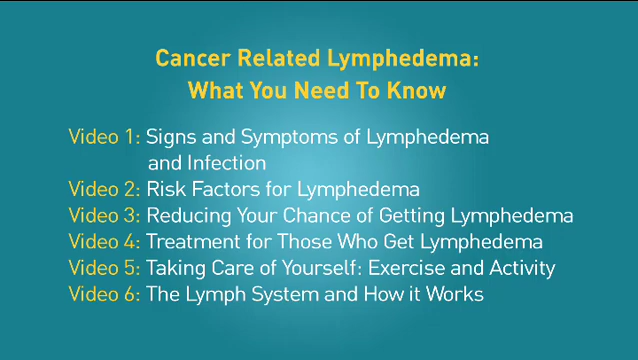 Cancer Related Lymphedema:
What You Need To Know
Video 1: Signs and Symptoms of Lymphedema
and Infection
Video 2: Risk Factors for Lymphedema
Video 3: Reducing Your Chance of Getting Lymphedema
Video 4: Treatment for Those Who Get Lymphedema
Video 5: Taking Care of Yourself: Exercise and Activity
Video 6: The Lymph System and How it Works